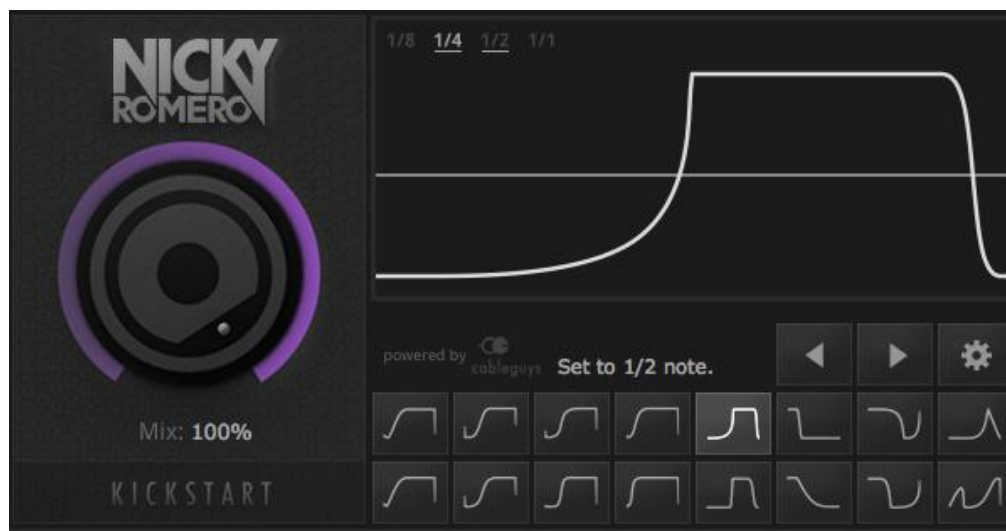 NICKY
ROMERO
1/8 1/4 1/2 1/1
powered by cableguys
Set to 1/2 note.
Mix: 100%
KICKSTART